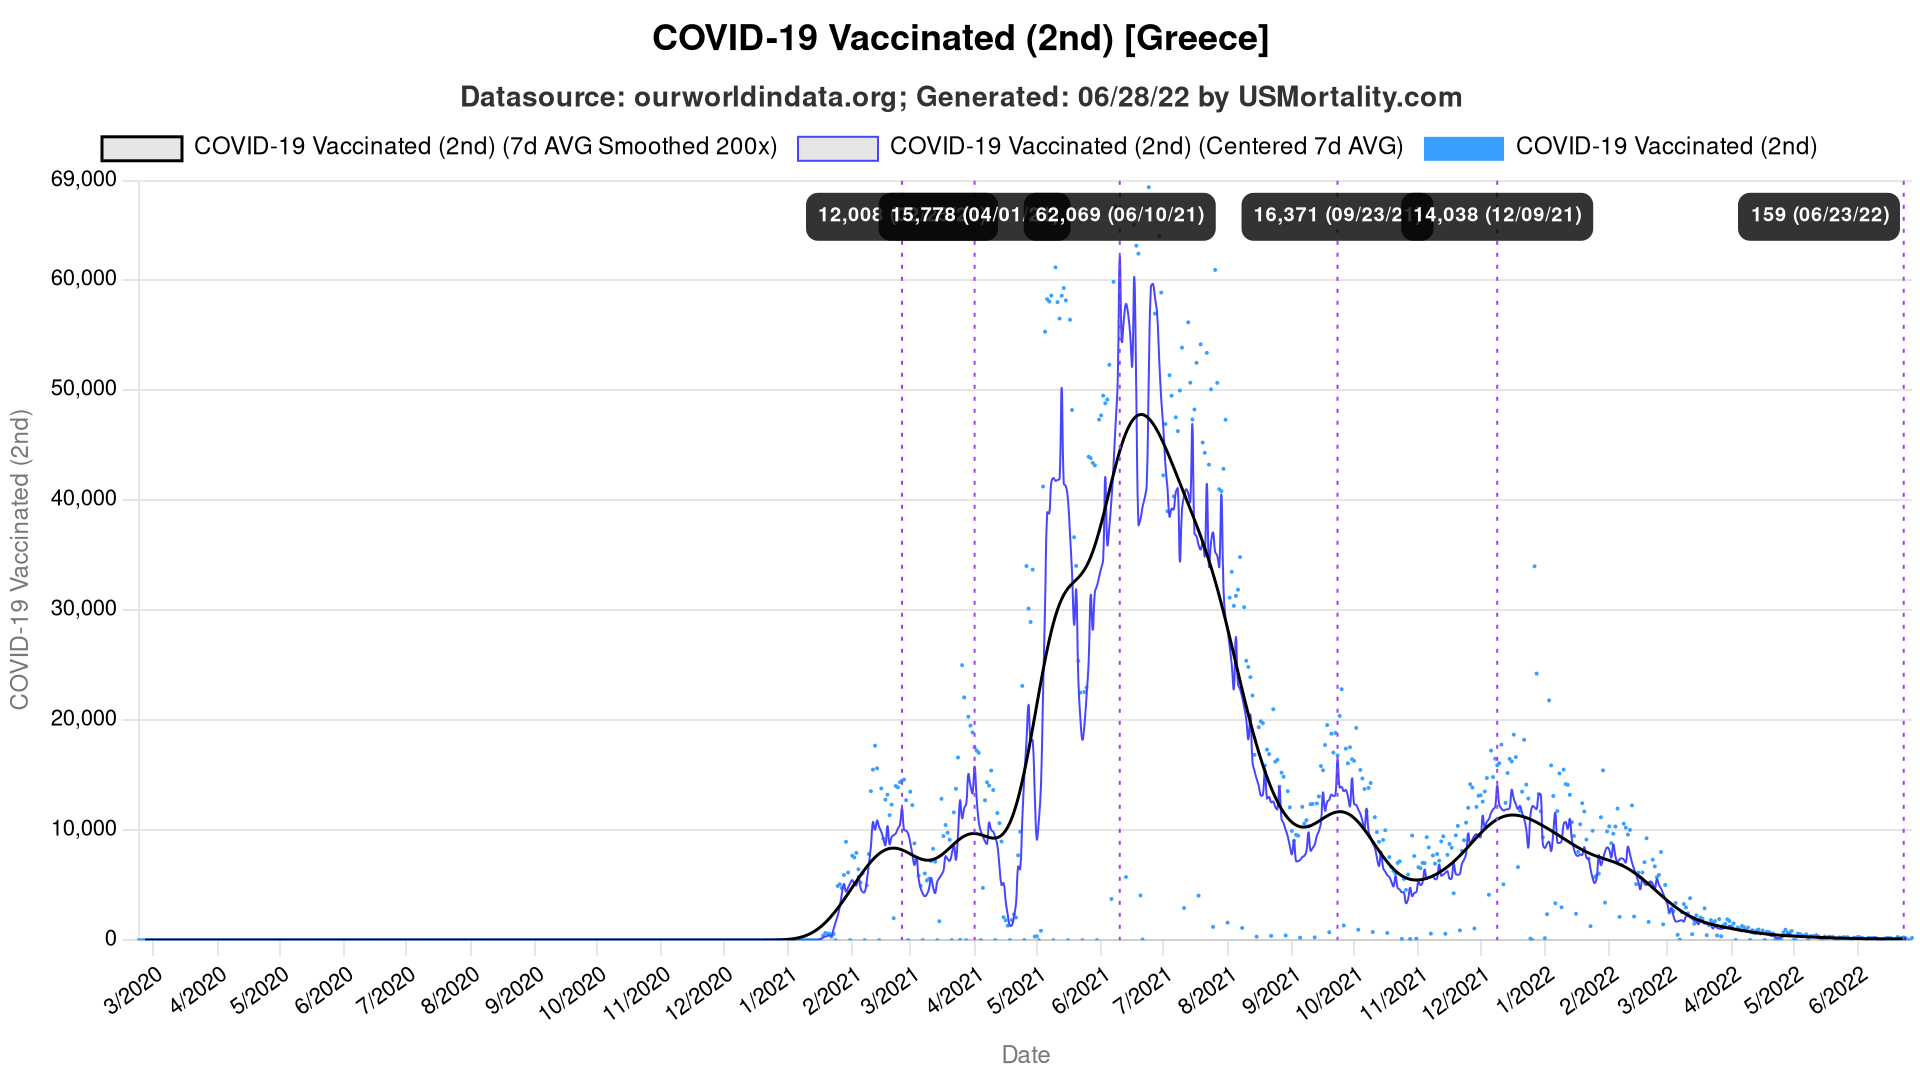 COVID-19 Vaccinated (2nd) [Greece]
Datasource: ourworldindata.org; Generated: 06/28/22 by USMortality.com
COVID-19 Vaccinated (2nd) (7d AVG Smoothed 200x) COVID-19 Vaccinated (2nd) (Centered 7d AVG) COVID-19 Vaccinated (2nd)
69,000
12,008 15,778 (04/01/ 62,069 (06/10/21) 16,371 (09/23/21) 14,038 (12/09/21) 159 (06/23/22)
60,000
50,000
40,000
30,000
20,000
10,000
0
COVID-19 Vaccinated (2nd)
3/2020 4/2020 5/2020 6/2020 7/2020 8/2020 9/2020 10/2020 11/2020 12/2020 1/2021 2/2021 3/2021 4/2021 5/2021 6/2021 7/2021 8/2021 9/2021 10/2021 11/2021 12/2021 1/2022 2/2022 3/2022 4/2022 5/2022 6/2022
Date